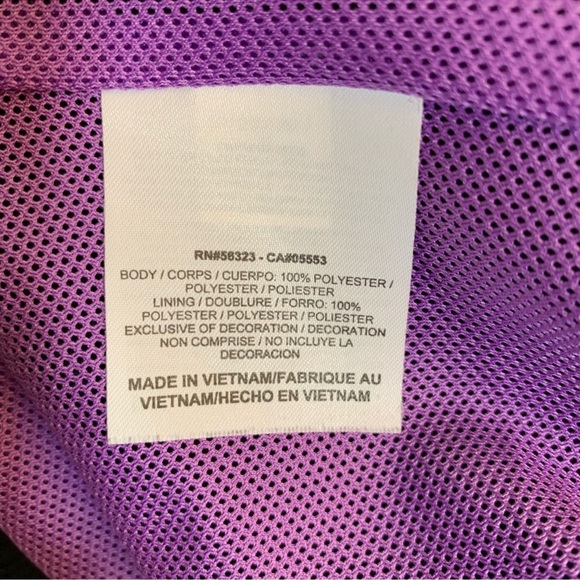 RN#56323 - CA#05553
BODY / CORPS / CUERPO: 100% POLYESTER /
POLYESTER / POLIESTER
LINING / DOUBLURE / FORRO: 100%
POLYESTER / POLYESTER / POLIESTER
EXCLUSIVE OF DECORATION / DECORATION
NON COMPRISE / NO INCLUYE LA
DECORACION
MADE IN VIETNAM/FABRIQUE AU
VIETNAM/HECHO EN VIETNAM